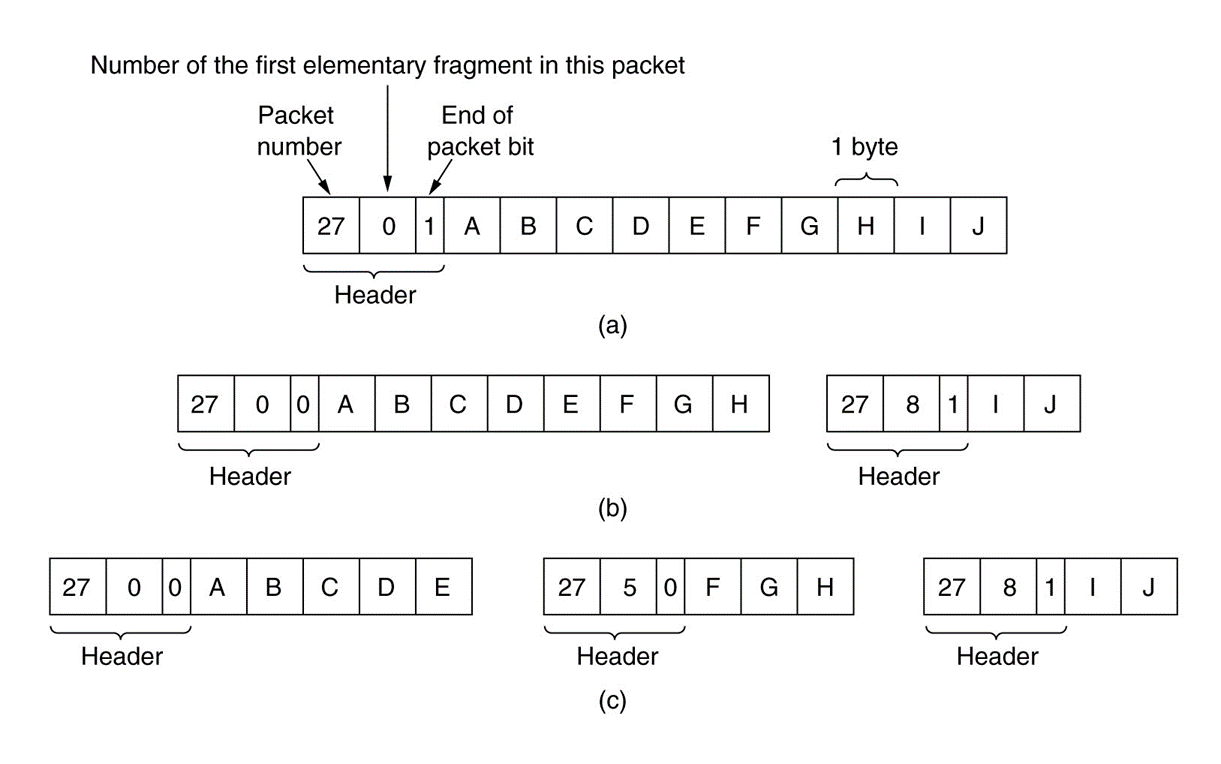 Number of the first elementary fragment in this packet
Packet number
End of packet bit
1 byte
27 0 1 A B C D E F G H I J
Header
(a)
27 0 0 A B C D E F G H
27 8 1 I J
Header
Header
(b)
27 0 0 A B C D E
27 5 0 F G H
27 8 1 I J
Header
Header
Header
(c)